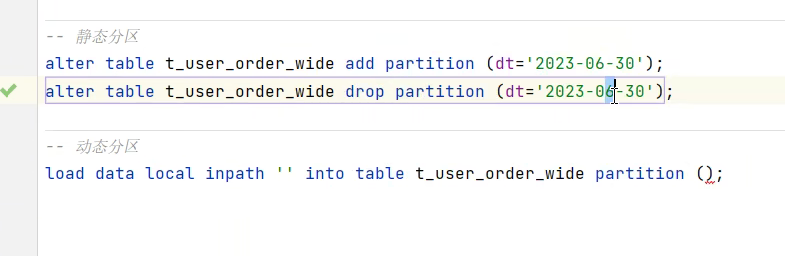 -- 静态分区
alter table t_user_order_wide add partition (dt='2023-06-30');
alter table t_user_order_wide drop partition (dt='2023-06-30');
-- 动态分区
load data local inpath '' into table t_user_order_wide partition ();